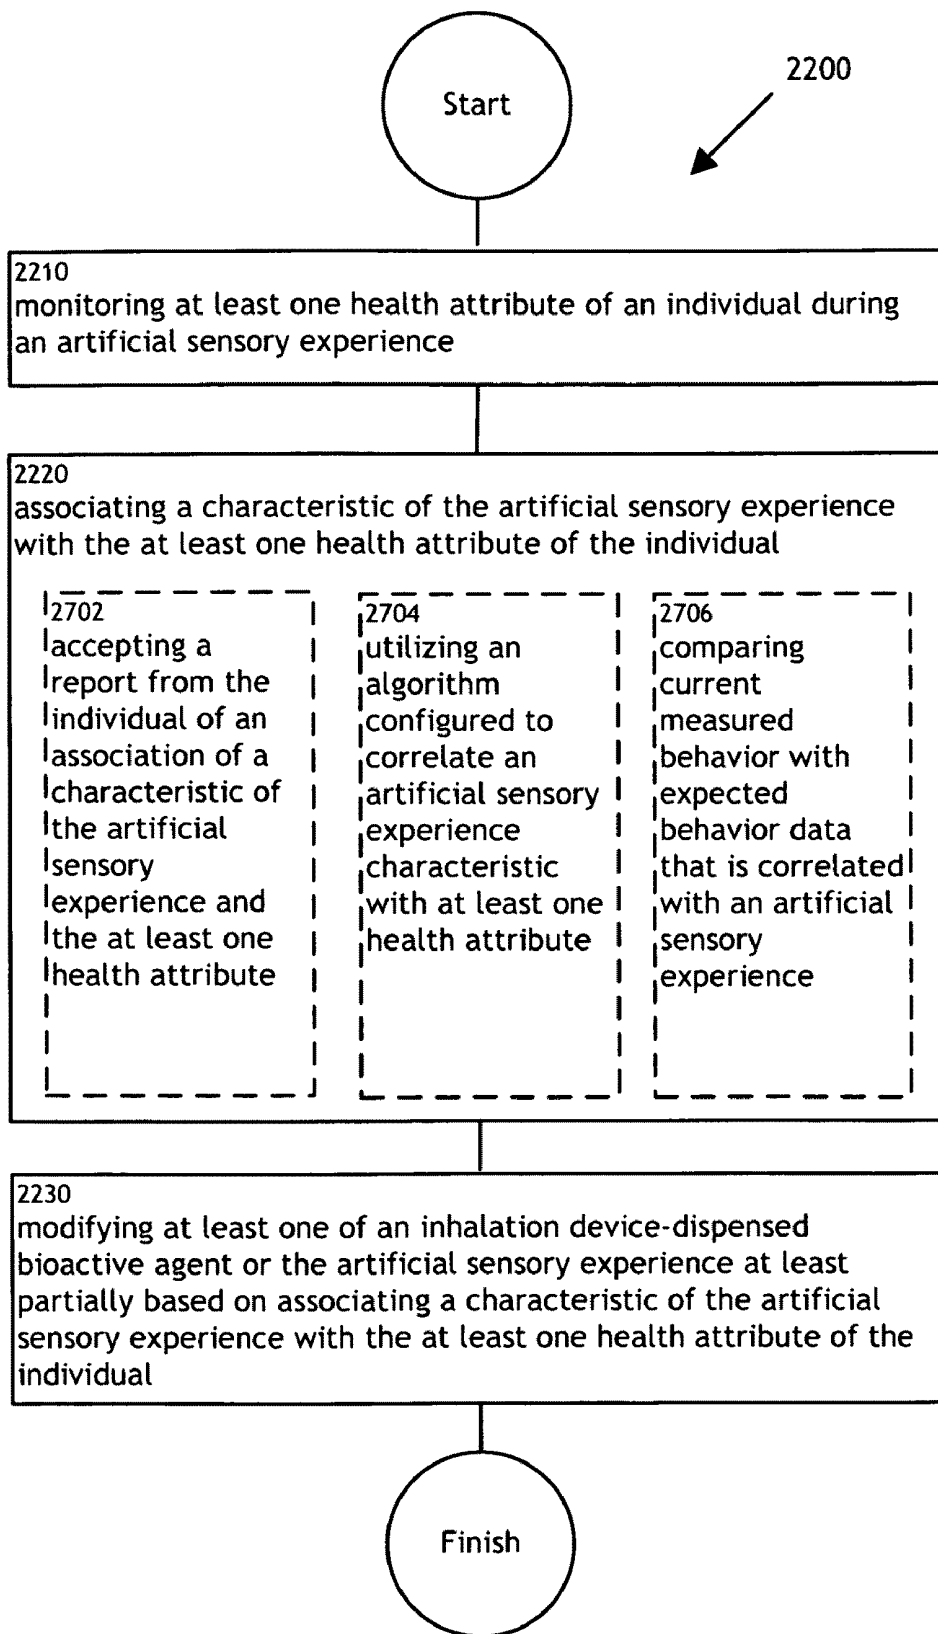 Start
2200
2210
monitoring at least one health attribute of an individual during
an artificial sensory experience
2220
associating a characteristic of the artificial sensory experience
with the at least one health attribute of the individual
2702
accepting a
report from the
individual of an
association of a
characteristic of
the artificial
sensory
experience and
the at least one
health attribute
2704
utilizing an
algorithm
configured to
correlate an
artificial sensory
experience
characteristic
with at least one
health attribute
2706
comparing
current
measured
behavior with
expected
behavior data
that is correlated
with an artificial
sensory
experience
2230
modifying at least one of an inhalation device-dispensed
bioactive agent or the artificial sensory experience at least
partially based on associating a characteristic of the artificial
sensory experience with the at least one health attribute of the
individual
Finish